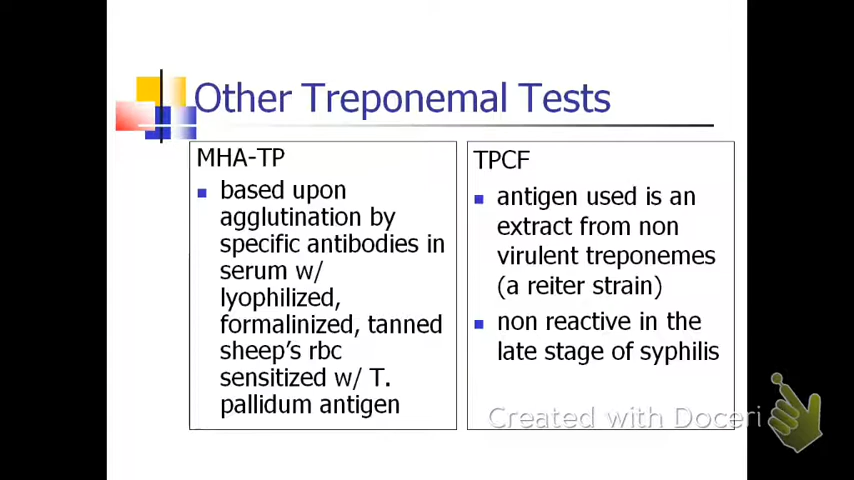 Other Treponemal Tests
MHA-TP
based upon
agglutination by
specific antibodies in
serum w/
lyophilized,
formalinized, tanned
sheep's rbc
sensitized w/ T.
pallidum antigen
TPCF
antigen used is an
extract from non
virulent treponemes
(a reiter strain)
non reactive in the
late stage of syphilis
Created with Doceri